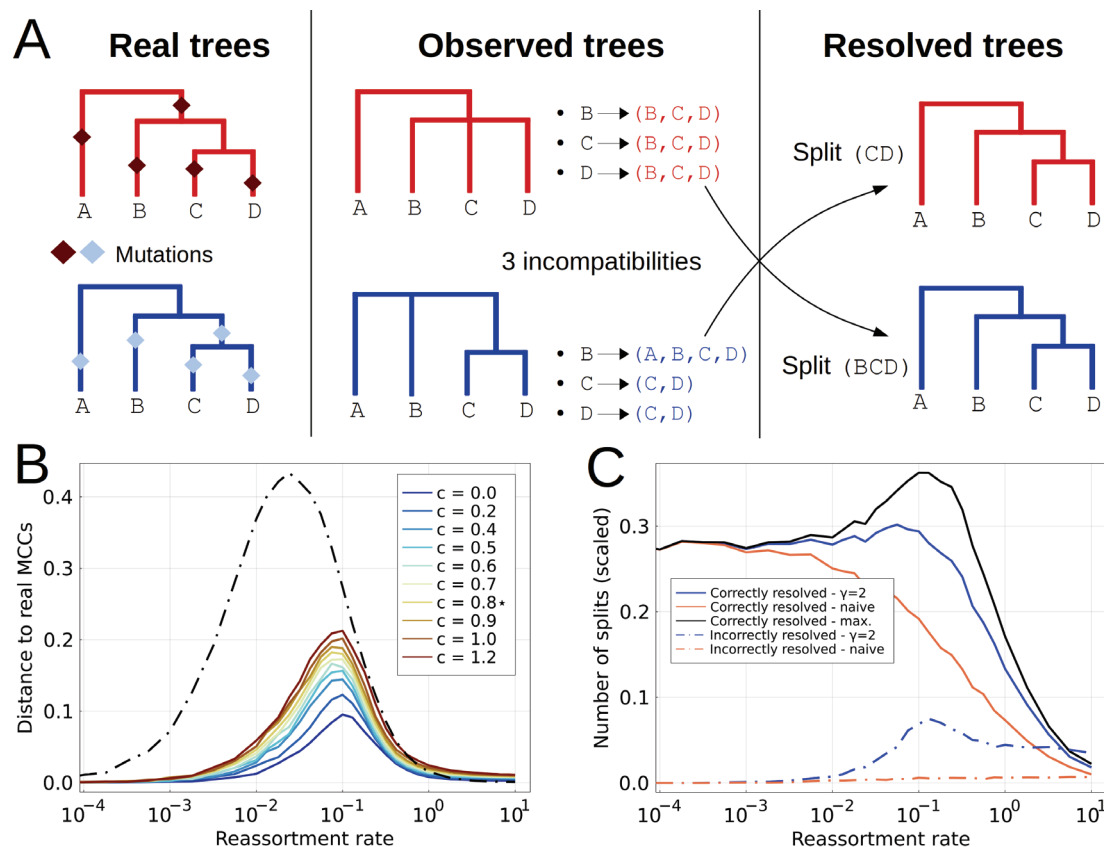 A
Real trees
Observed trees
Resolved trees
A B C D
Mutations
A B C D
A B C D
• B → (B,C,D)
• C → (B,C,D)
• D → (B,C,D)
3 incompatibilities
A B C D
• B → (A,B,C,D)
• C → (C,D)
• D → (C,D)
Split (CD)
A B C D
Split (BCD)
A B C D
B
Distance to real MCCs
0.4
0.3
0.2
0.1
0.0
c = 0.0
c = 0.2
c = 0.4
c = 0.5
c = 0.6
c = 0.7
c = 0.8⋆
c = 0.9
c = 1.0
c = 1.2
10⁻⁴ 10⁻³ 10⁻² 10⁻¹ 10⁰ 10¹
Reassortment rate
C
Number of splits (scaled)
0.3
0.2
0.1
0.0
Correctly resolved - γ=2
Correctly resolved - naive
Correctly resolved - max.
Incorrectly resolved - γ=2
Incorrectly resolved - naive
10⁻⁴ 10⁻³ 10⁻² 10⁻¹ 10⁰ 10¹
Reassortment rate